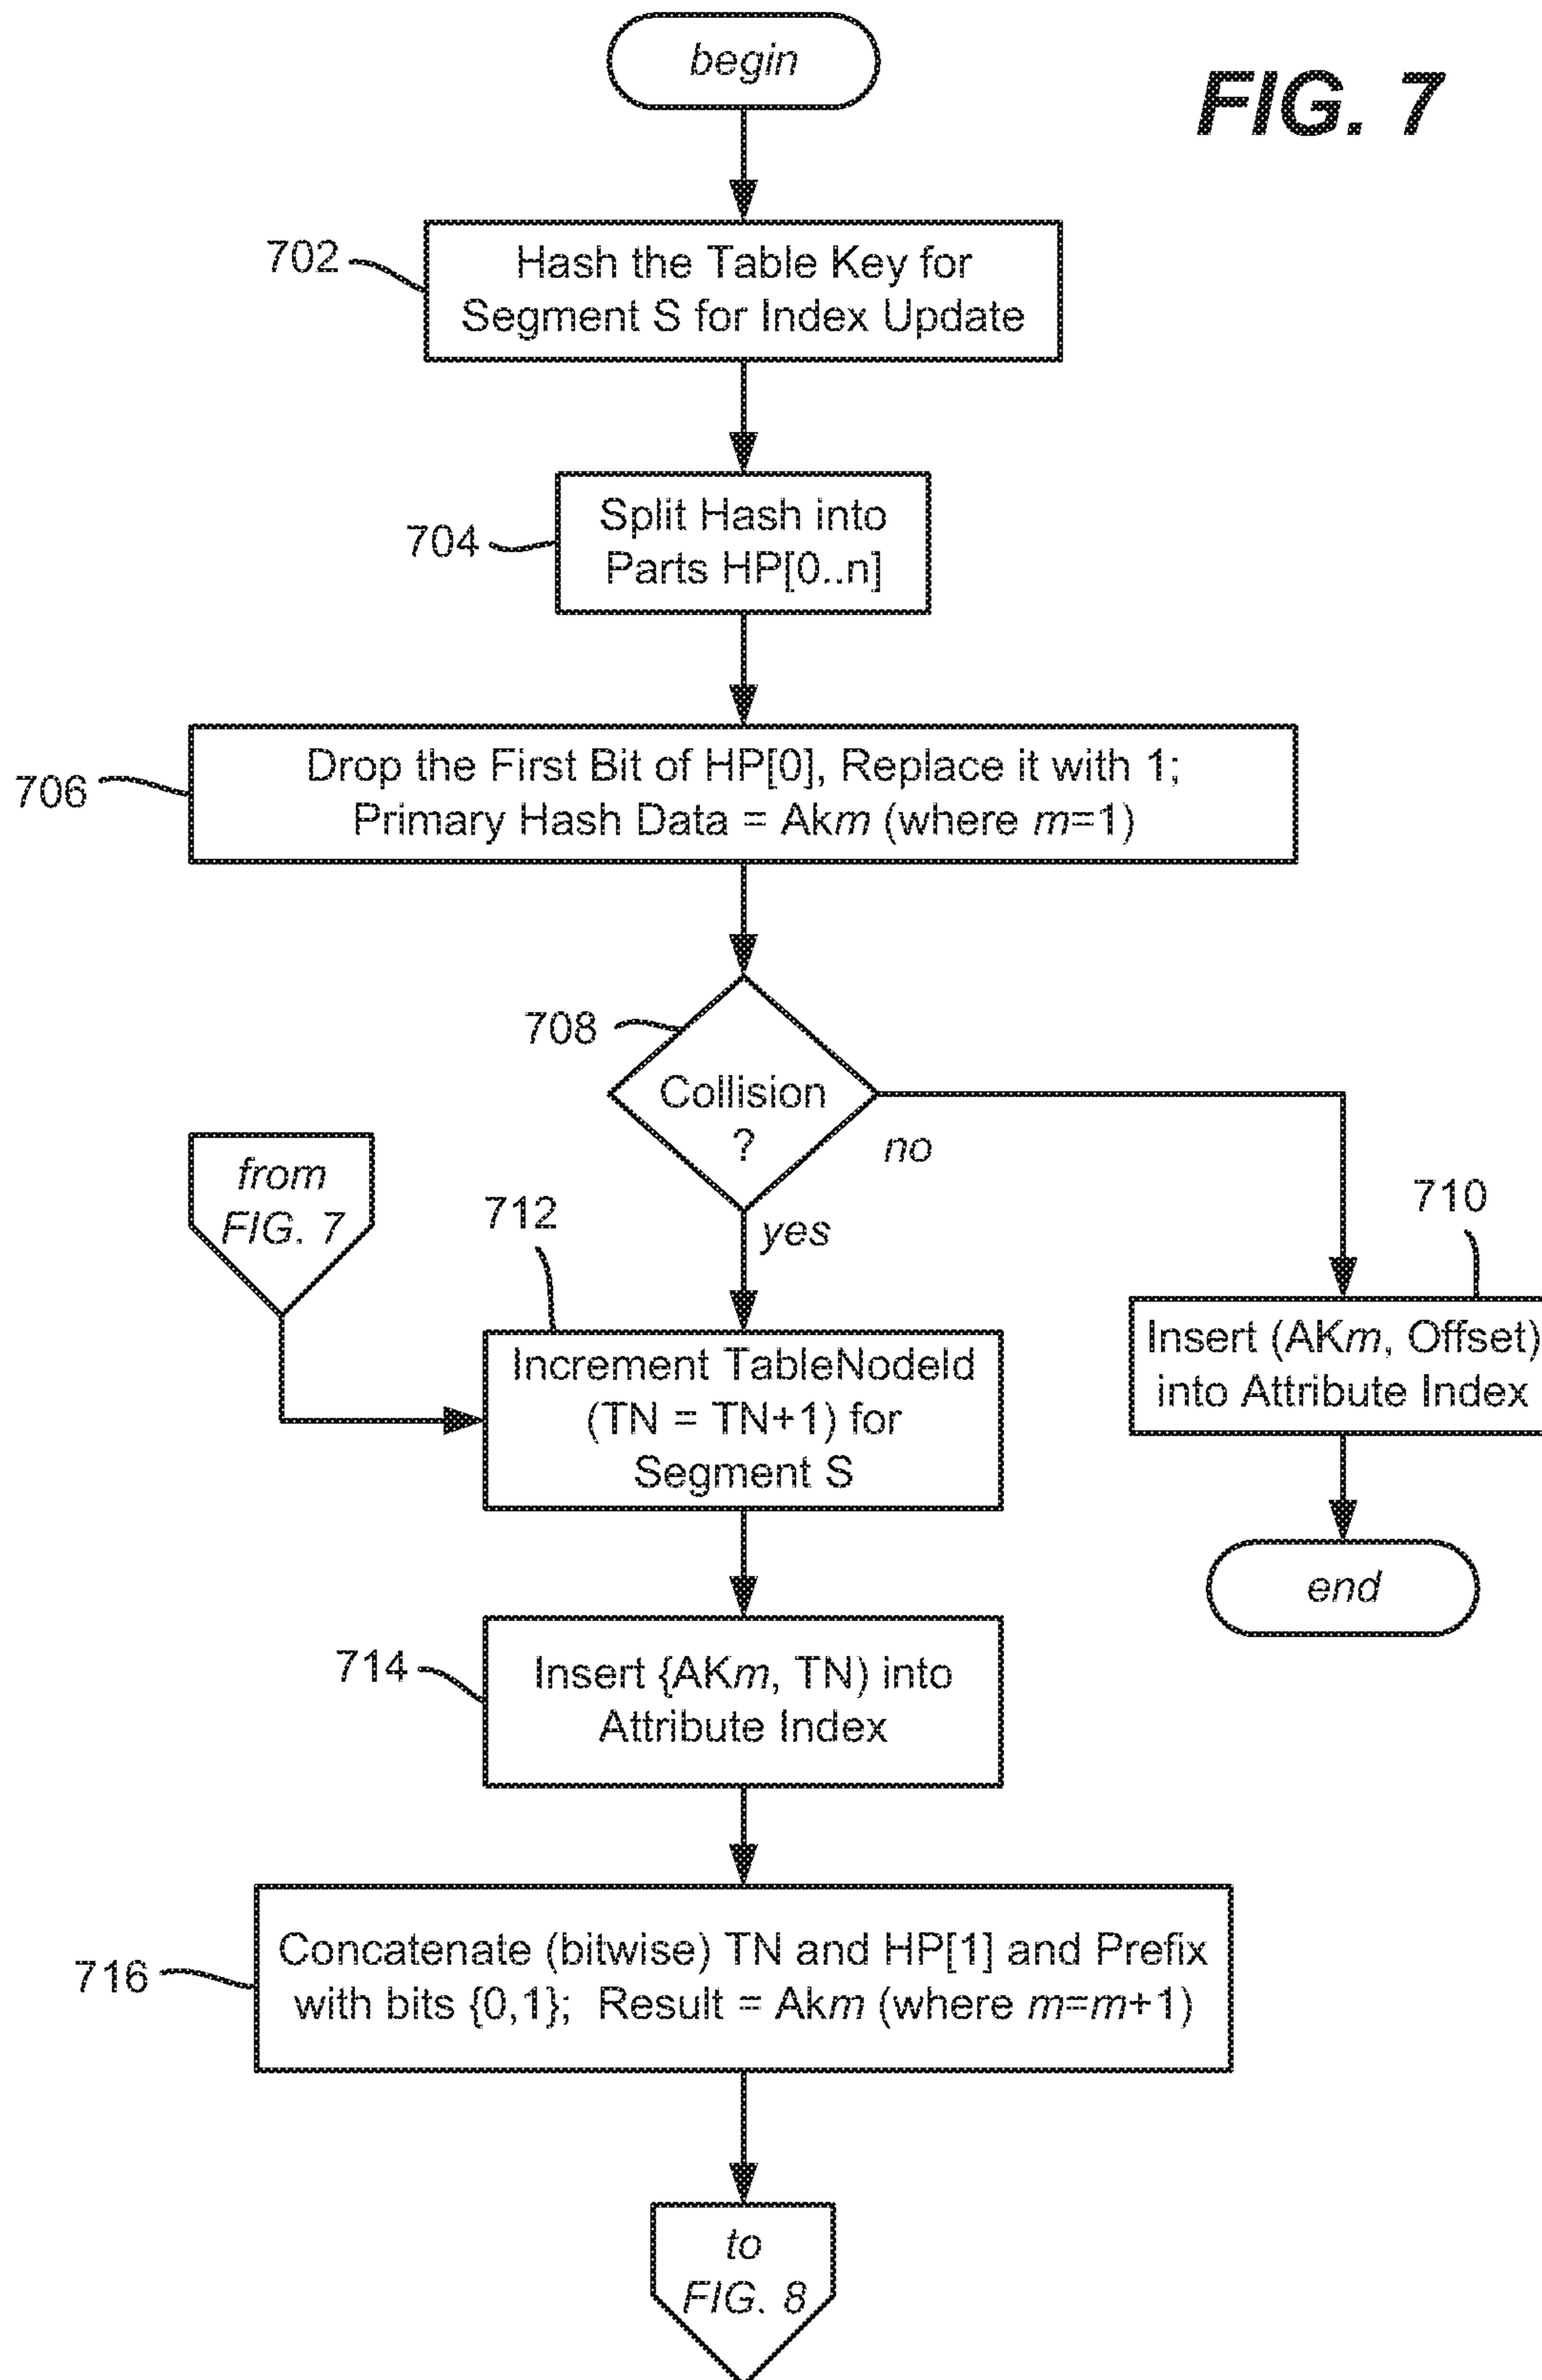 begin
FIG. 7
702
Hash the Table Key for
Segment S for Index Update
704
Split Hash into
Parts HP[0..n]
706
Drop the First Bit of HP[0], Replace it with 1;
Primary Hash Data = Akm (where m=1)
708
Collision
?
no
yes
from
FIG. 7
712
Increment TableNodeId
(TN = TN+1) for
Segment S
710
Insert (AKm, Offset)
into Attribute Index
end
714
Insert {AKm, TN) into
Attribute Index
716
Concatenate (bitwise) TN and HP[1] and Prefix
with bits {0,1};  Result = Akm (where m=m+1)
to
FIG. 8